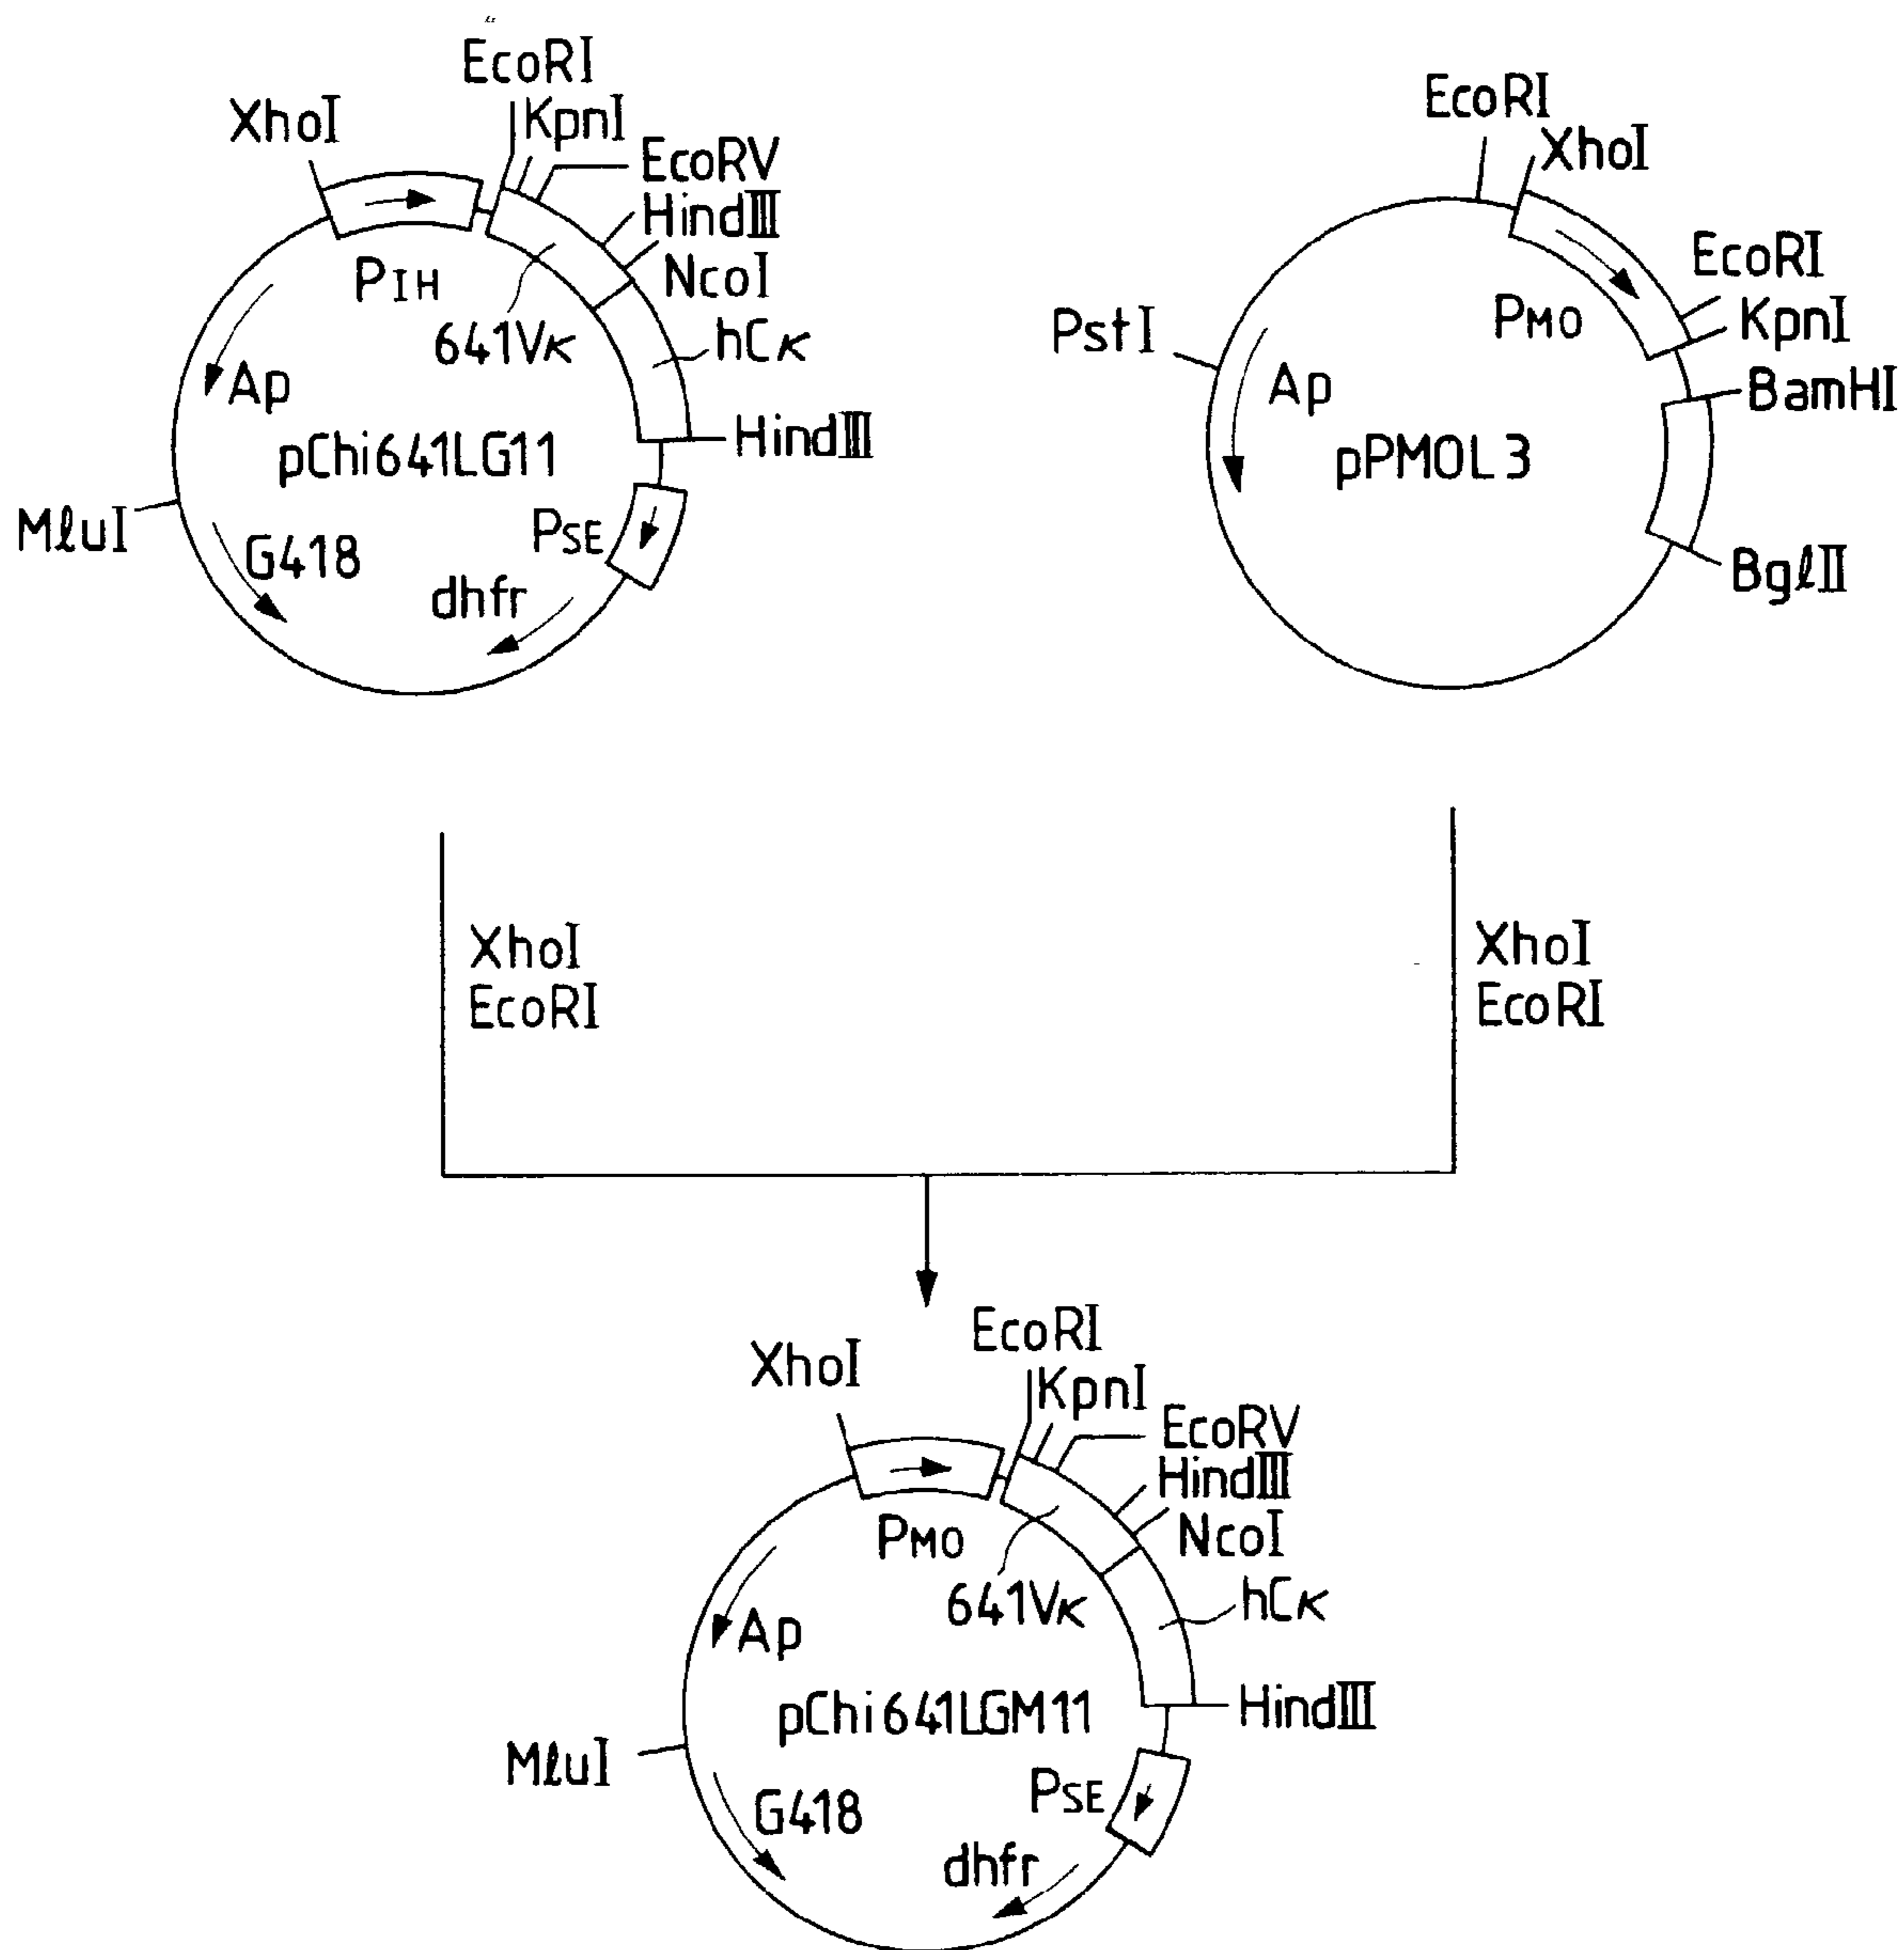 EcoRI
XhoI
KpnI
EcoRV
HindIII
NcoI
PIH
641Vκ
hCκ
Ap
pChi641LG11
HindIII
MluI
G418
PSE
dhfr
EcoRI
XhoI
EcoRI
KpnI
PMO
PstI
Ap
BamHI
pPMOL3
BglII
XhoI
EcoRI
XhoI
EcoRI
EcoRI
XhoI
KpnI
EcoRV
HindIII
NcoI
PMO
641Vκ
hCκ
Ap
pChi641LGM11
HindIII
MluI
G418
PSE
dhfr